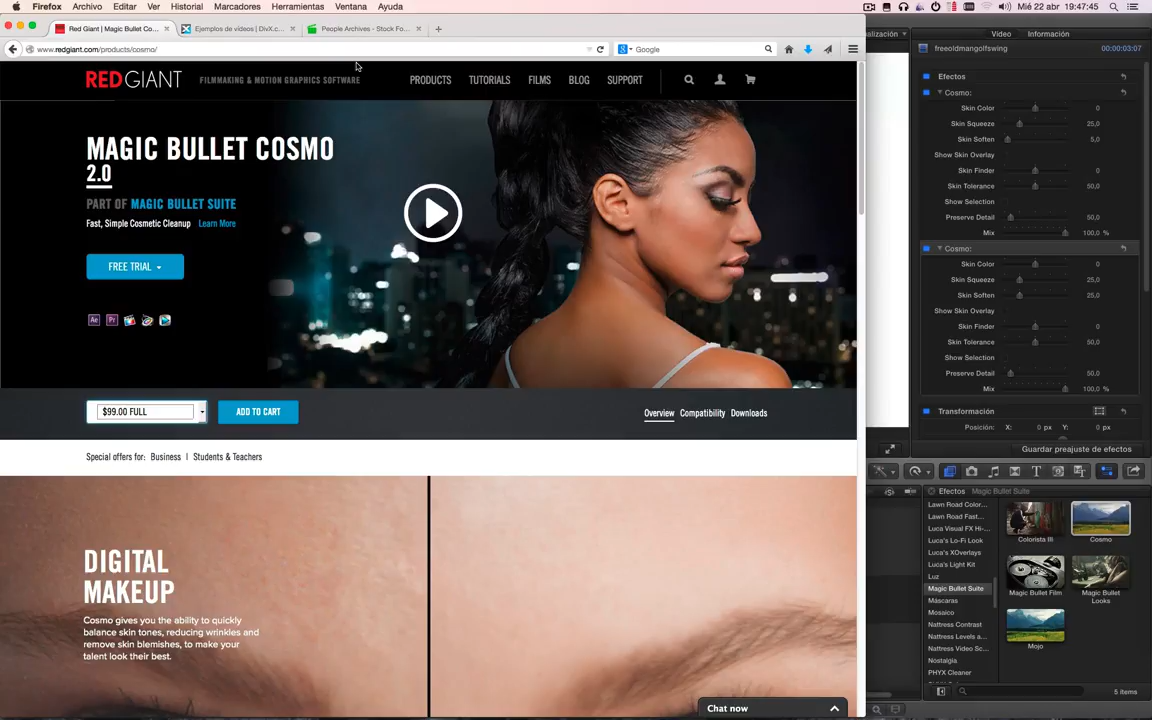 Firefox Archivo Editar Ver Historial Marcadores Herramientas Ventana Ayuda
Mié 22 abr 19:47:45
Red Giant | Magic Bullet Co...
Ejemplos de vídeos | DivX.c...
People Archives - Stock Fo...
www.redgiant.com/products/cosmo/
Google
REDGIANT
FILMMAKING & MOTION GRAPHICS SOFTWARE
PRODUCTS TUTORIALS FILMS BLOG SUPPORT
MAGIC BULLET COSMO
2.0
PART OF MAGIC BULLET SUITE
Fast, Simple Cosmetic Cleanup Learn More
FREE TRIAL
Ae Pr
$99.00 FULL
ADD TO CART
Overview Compatibility Downloads
Special offers for: Business | Students & Teachers
DIGITAL
MAKEUP
Cosmo gives you the ability to quickly
balance skin tones, reducing wrinkles and
remove skin blemishes, to make your
talent look their best.
Chat now
alización
Vídeo Información
freeoldmangolfswing 00:00:03:07
Efectos
Cosmo:
Skin Color 0
Skin Squeeze 25,0
Skin Soften 5,0
Show Skin Overlay
Skin Finder 0
Skin Tolerance 50,0
Show Selection
Preserve Detail 50,0
Mix 100,0 %
Cosmo:
Skin Color 0
Skin Squeeze 25,0
Skin Soften 25,0
Show Skin Overlay
Skin Finder 0
Skin Tolerance 50,0
Show Selection
Preserve Detail 50,0
Mix 100,0 %
Transformación
Posición: X: 0 px Y: 0 px
Guardar preajuste de efectos
Efectos Magic Bullet Suite
Lawn Road Color...
Lawn Road Fast...
Luca Visual FX Hi-...
Luca's Lo-Fi Look
Luca's XOverlays
Luca's Light Kit
Luz
Magic Bullet Suite
Máscaras
Mosaico
Nattress Contrast
Nattress Levels a...
Nattress Video Sc...
Nostalgia
PHYX Cleaner
Colorista III
Cosmo
Magic Bullet Film
Magic Bullet
Looks
Mojo
5 items